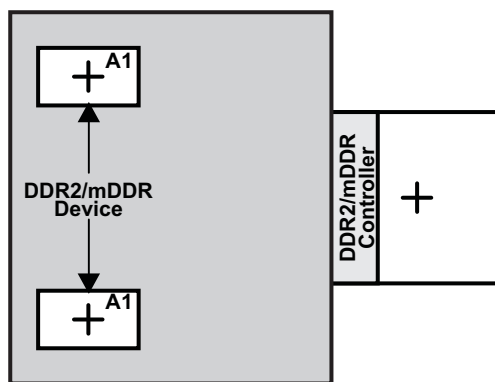 A1
DDR2/mDDR
Device
A1
DDR2/mDDR
Controller